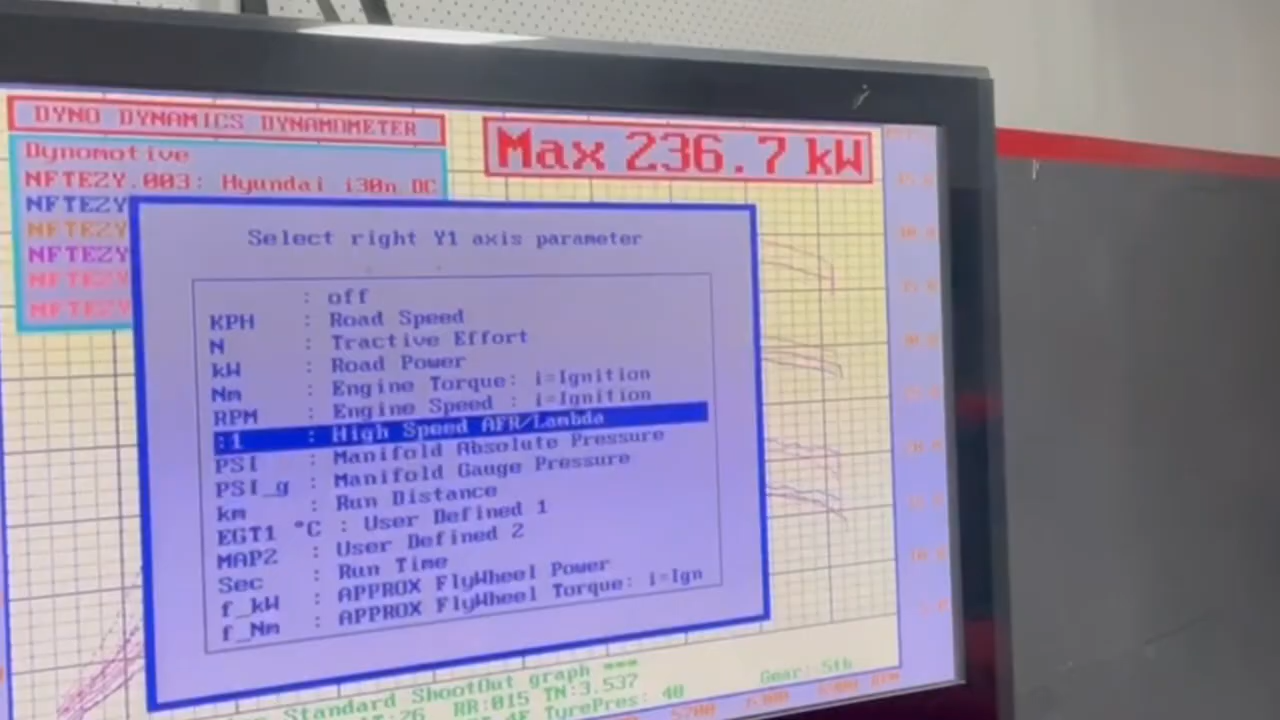 DYNO DYNAMICS DYNAMOMETER
Max 236.7 kW
Dynomotive
NFTEZY.003: Hyundai i30n DC
NFTEZY
NFTEZY
NFTEZY
NFTEZY
NFTEZY
Select right Y1 axis parameter
: off
KPH : Road Speed
N : Tractive Effort
kW : Road Power
Nm : Engine Torque: i=Ignition
RPM : Engine Speed : i=Ignition
:1 : High Speed AFR/Lambda
PSI : Manifold Absolute Pressure
PSI_g : Manifold Gauge Pressure
km : Run Distance
EGT1 °C : User Defined 1
MAP2 : User Defined 2
Sec : Run Time
f_kW : APPROX FlyWheel Power
f_Nm : APPROX FlyWheel Torque: i=Ign
Standard ShootOut graph ===
Gear: 5th
:26 RR:015 TM:3.537
TyrePres: 40